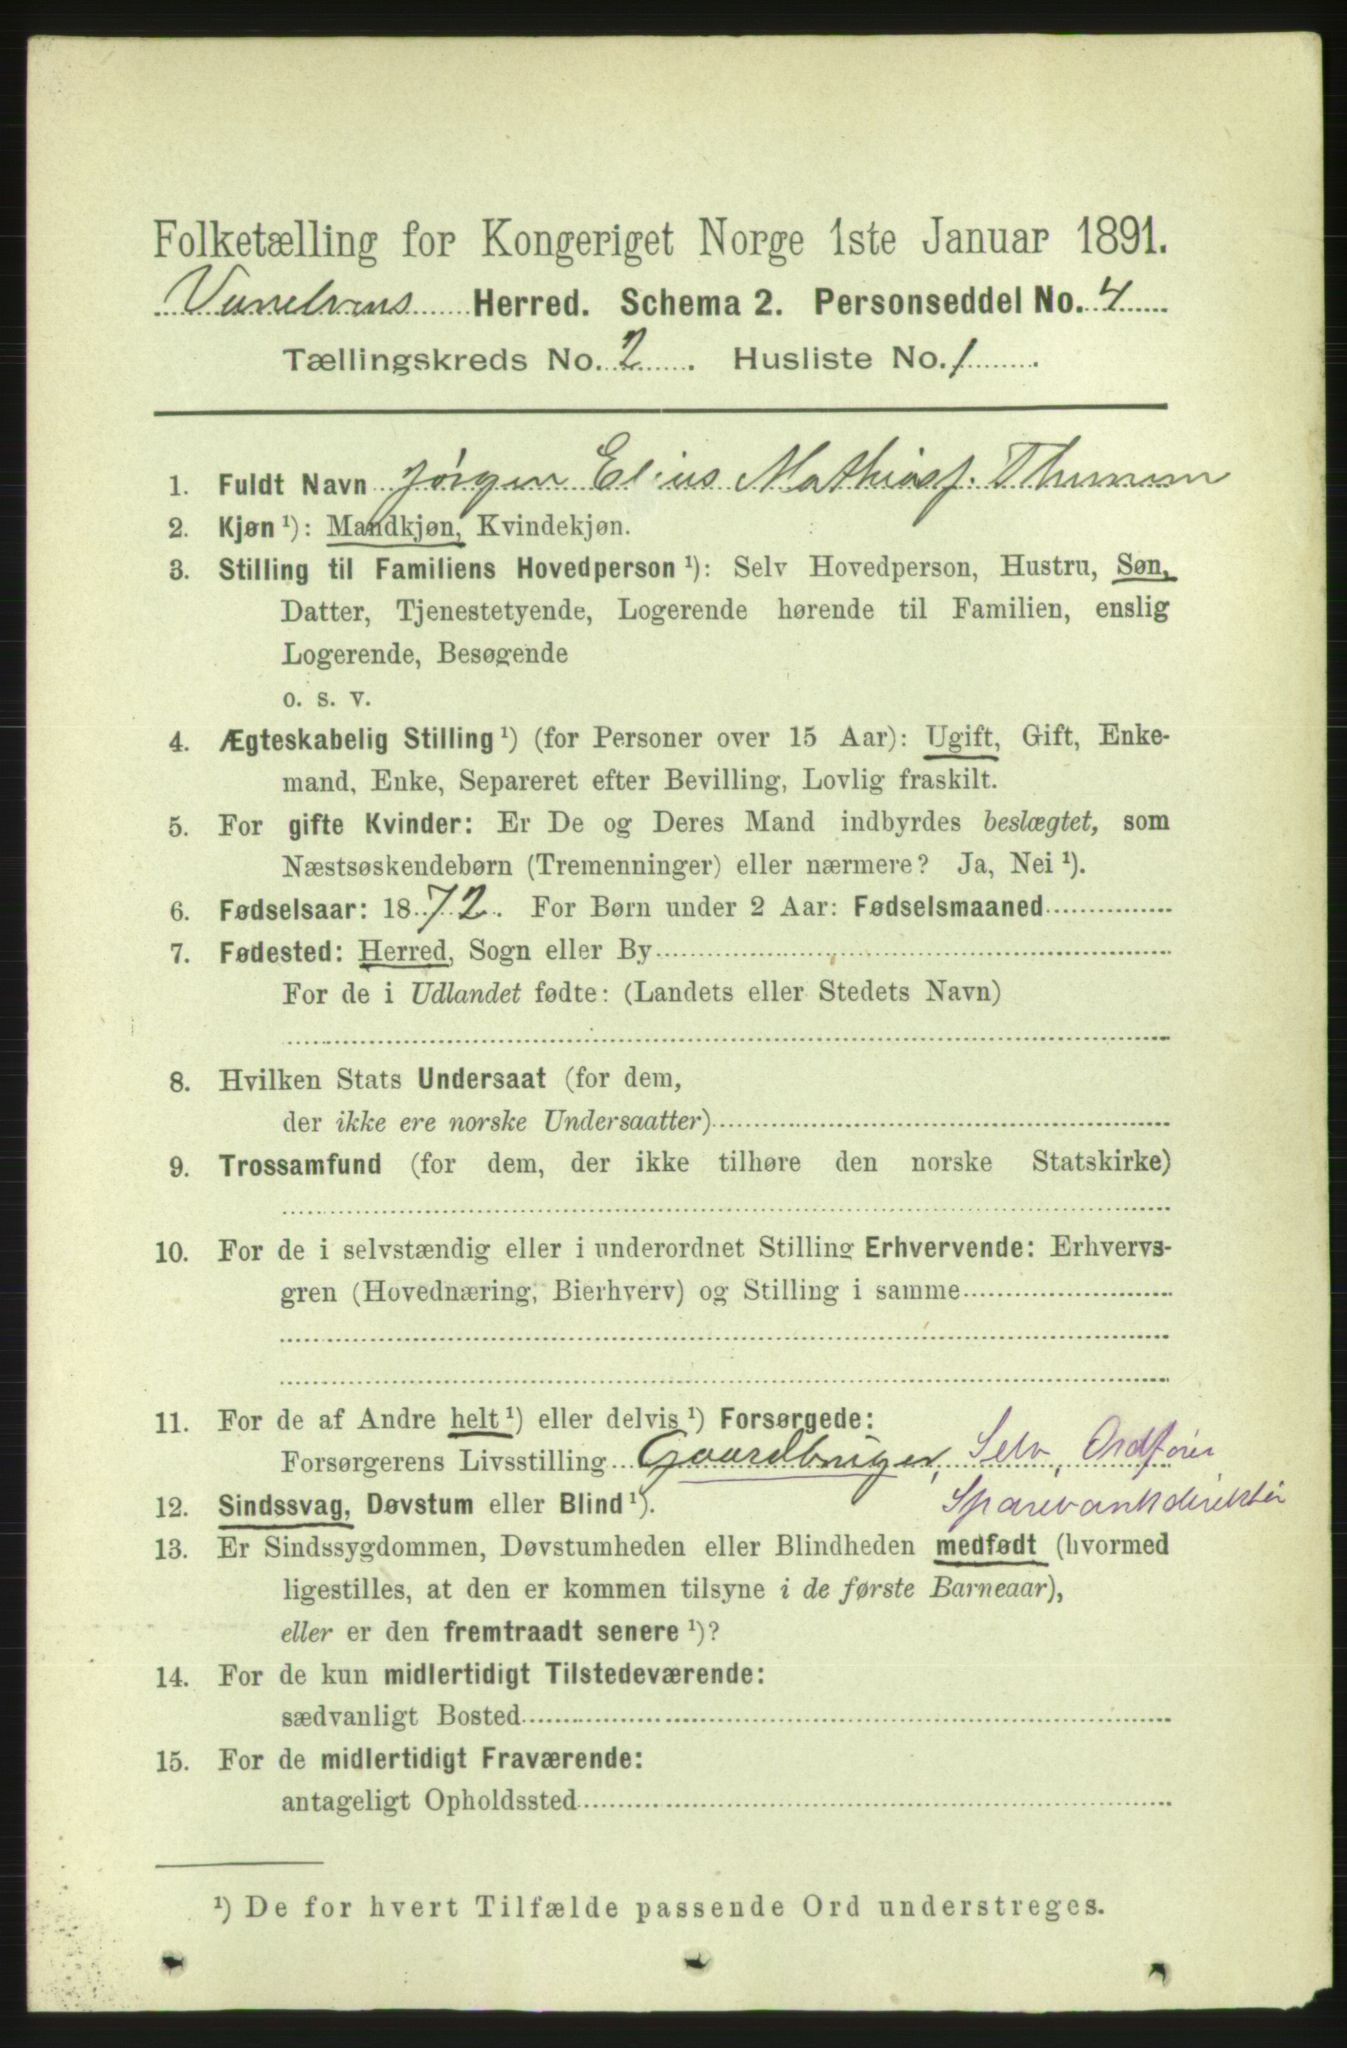 Folketælling for Kongeriget Norge 1ste Januar 1891.
Vanelvens Herred. Schema 2. Personseddel No. 4
Tællingskreds No. 2. Husliste No. 1.
1. Fuldt Navn Jørgen Elius Mathiasf. Thunem
2. Kjøn ¹): Mandkjøn, Kvindekjøn.
3. Stilling til Familiens Hovedperson ¹): Selv Hovedperson, Hustru, Søn,
Datter, Tjenestetyende, Logerende hørende til Familien, enslig
Logerende, Besøgende
o. s. v.
4. Ægteskabelig Stilling ¹) (for Personer over 15 Aar): Ugift, Gift, Enke-
mand, Enke, Separeret efter Bevilling, Lovlig fraskilt.
5. For gifte Kvinder: Er De og Deres Mand indbyrdes beslægtet, som
Næstsøskendebørn (Tremenninger) eller nærmere? Ja, Nei ¹).
6. Fødselsaar: 1872. For Børn under 2 Aar: Fødselsmaaned
7. Fødested: Herred, Sogn eller By
For de i Udlandet fødte: (Landets eller Stedets Navn)
8. Hvilken Stats Undersaat (for dem,
der ikke ere norske Undersaatter)
9. Trossamfund (for dem, der ikke tilhøre den norske Statskirke)
10. For de i selvstændig eller i underordnet Stilling Erhvervende: Erhvervs-
gren (Hovednæring, Bierhverv) og Stilling i samme
11. For de af Andre helt ¹) eller delvis ¹) Forsørgede:
Forsørgerens Livsstilling Gaardbruger, Selv, Ordfører
Sparebankdirektør
12. Sindssvag, Døvstum eller Blind ¹).
13. Er Sindssygdommen, Døvstumheden eller Blindheden medfødt (hvormed
ligestilles, at den er kommen tilsyne i de første Barneaar),
eller er den fremtraadt senere ¹)?
14. For de kun midlertidigt Tilstedeværende:
sædvanligt Bosted
15. For de midlertidigt Fraværende:
antageligt Opholdssted
¹) De for hvert Tilfælde passende Ord understreges.